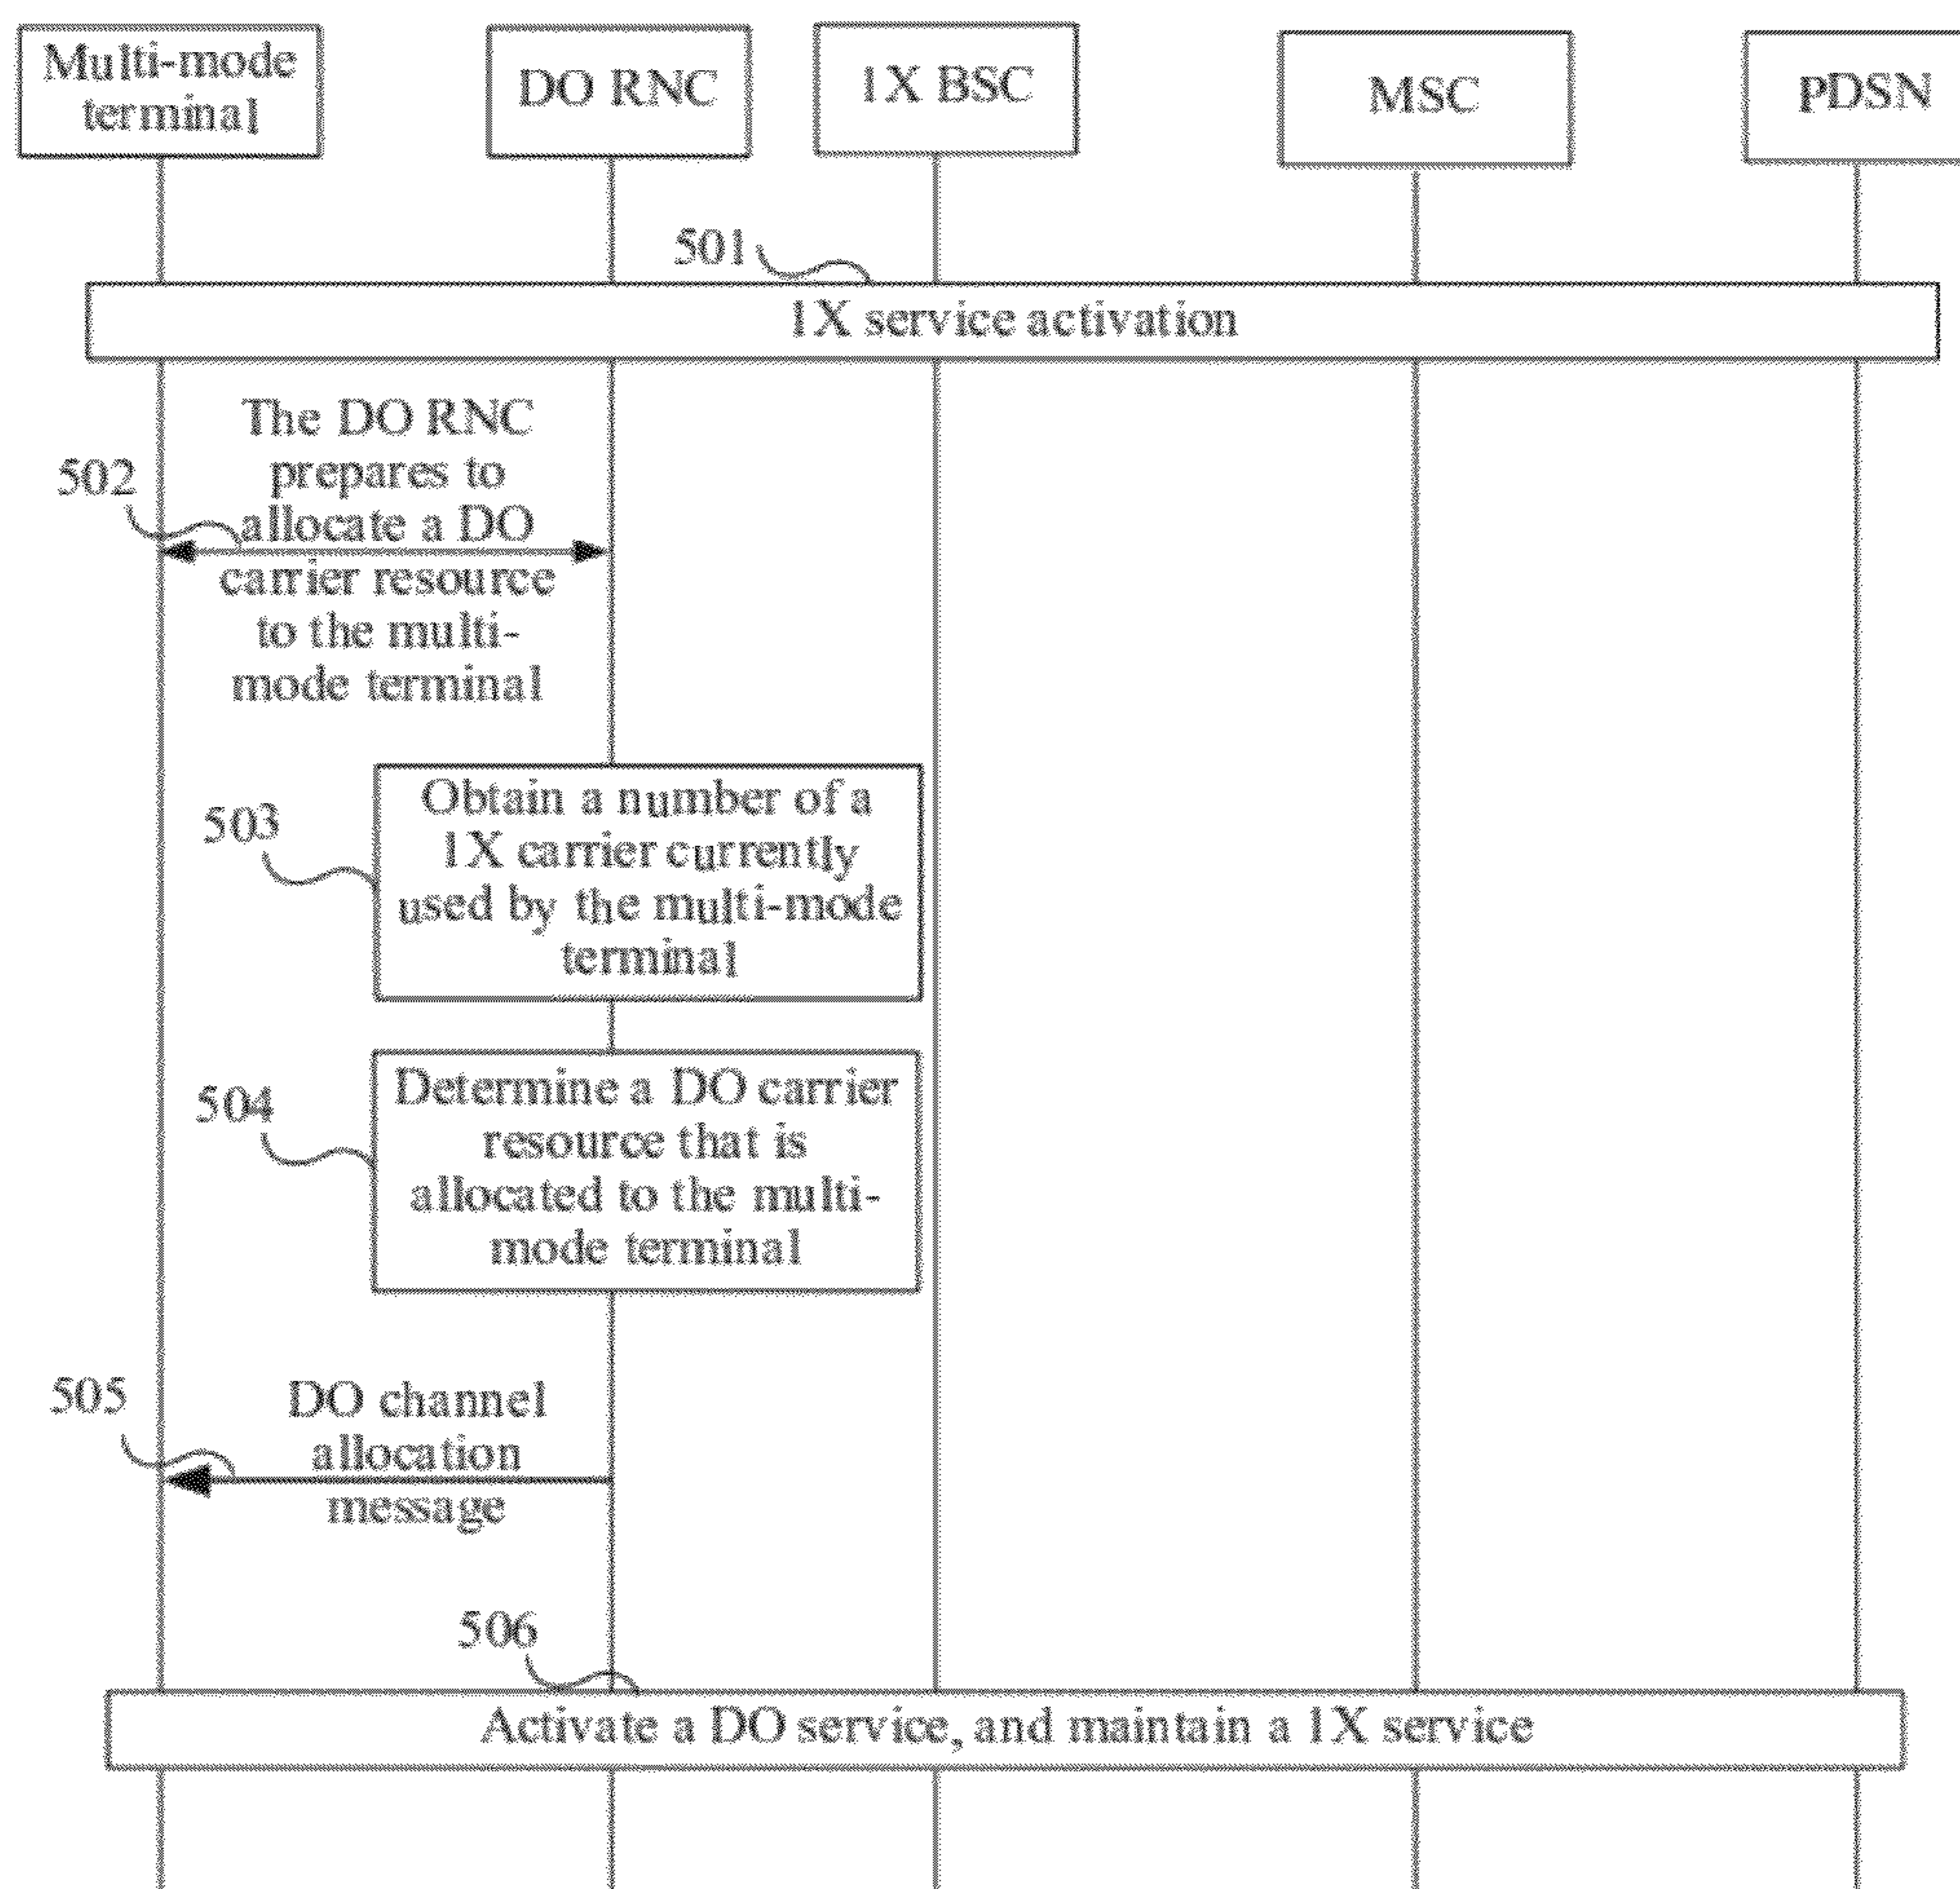 Multi-mode
terminal
DO RNC
1X BSC
MSC
PDSN
501
1X service activation
The DO RNC
prepares to
allocate a DO
carrier resource
to the multi-
mode terminal
502
503
Obtain a number of a
1X carrier currently
used by the multi-mode
terminal
504
Determine a DO carrier
resource that is
allocated to the multi-
mode terminal
505
DO channel
allocation
message
506
Activate a DO service, and maintain a 1X service